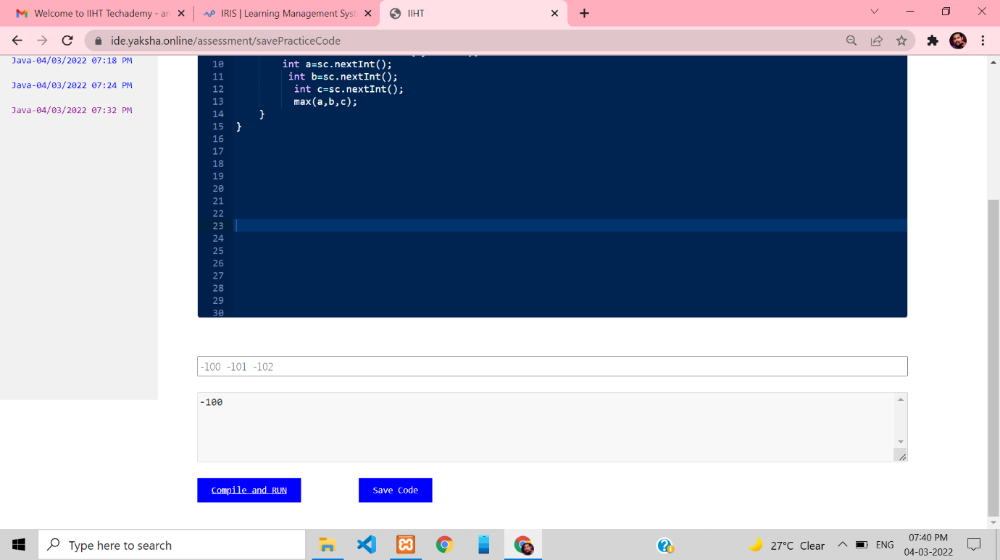 Welcome to IIHT Techademy - an
IRIS | Learning Management Syst
IIHT
ide.yaksha.online/assessment/savePracticeCode
Java-04/03/2022 07:18 PM
Java-04/03/2022 07:24 PM
Java-04/03/2022 07:32 PM
10 int a=sc.nextInt();
11 int b=sc.nextInt();
12 int c=sc.nextInt();
13 max(a,b,c);
14 }
15 }
16
17
18
19
20
21
22
23
24
25
26
27
28
29
30
-100 -101 -102
-100
Compile and RUN
Save Code
Type here to search
27°C Clear
ENG
07:40 PM
04-03-2022